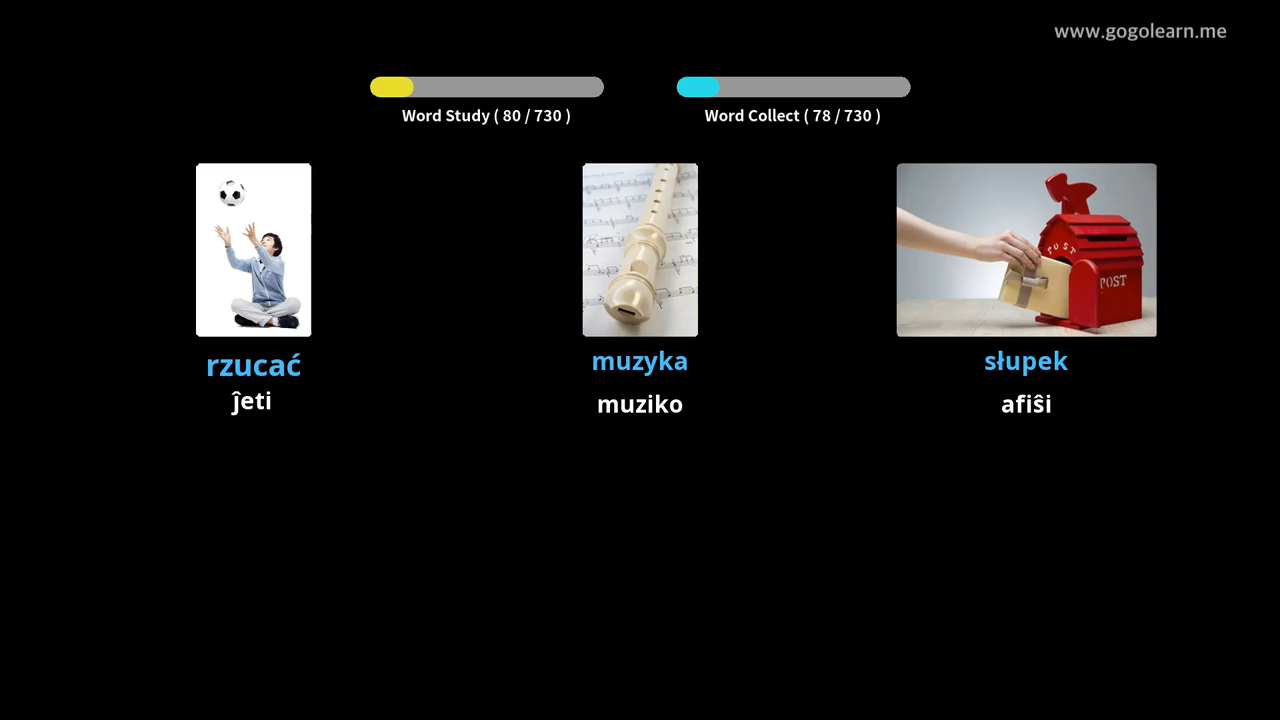 www.gogolearn.me
Word Study ( 80 / 730 )
Word Collect ( 78 / 730 )
POST
POST
rzucać
muzyka
słupek
ĵeti
muziko
afiŝi